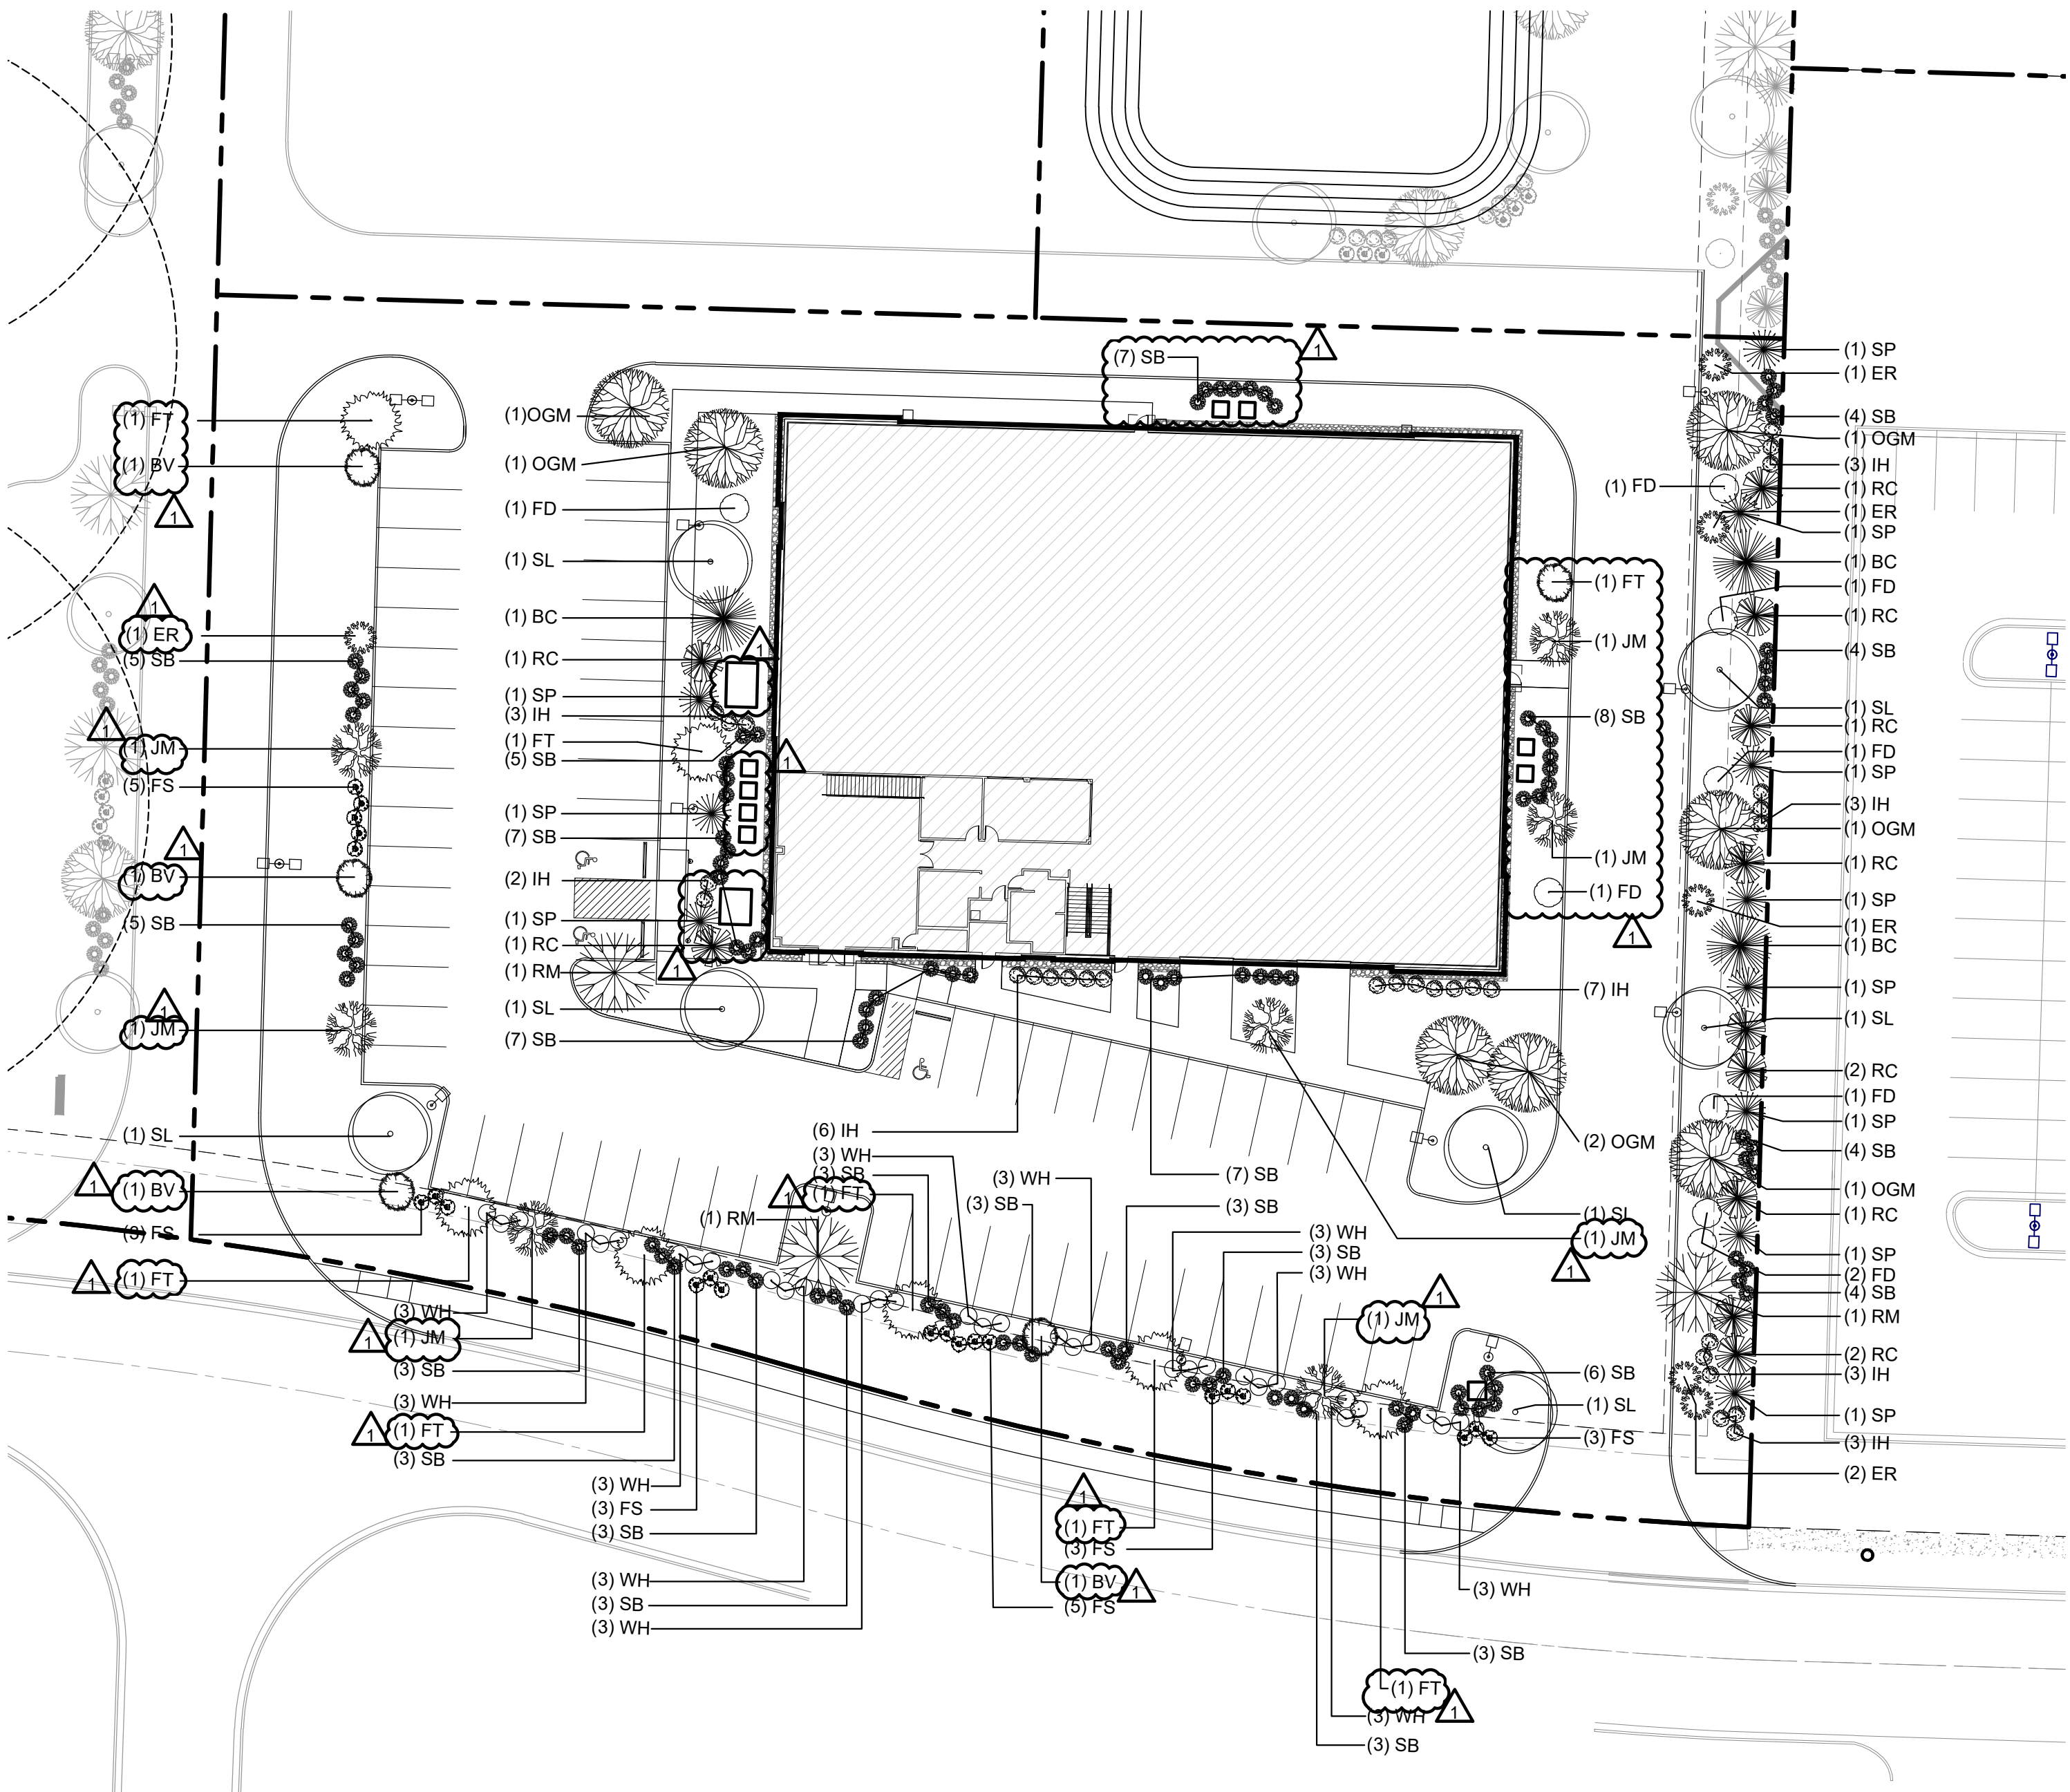 (7) SB
1
(1) FT
(1) BV
1
1
(1) ER
(5) SB
1
(1) JM
(5) FS
1
(1) BV
(5) SB
1
(1) JM
(1) SL
1
(1) BV
(3) FS
1
(1) FT
(1)OGM
(1) OGM
(1) FD
(1) SL
(1) BC
(1) RC
1
(1) SP
(3) IH
(1) FT
(5) SB
1
(1) SP
(7) SB
(2) IH
(1) SP
(1) RC
1
(1) RM
(1) SL
(7) SB
(1) FD
(1) FT
(1) JM
(8) SB
(1) JM
(1) FD
1
(7) IH
(2) OGM
(1) SL
(1) JM
1
(1) SP
(1) ER
(4) SB
(1) OGM
(3) IH
(1) RC
(1) ER
(1) SP
(1) BC
(1) FD
(1) RC
(4) SB
(1) SL
(1) RC
(1) FD
(1) SP
(3) IH
(1) OGM
(1) RC
(1) SP
(1) ER
(1) BC
(1) SP
(1) SL
(2) RC
(1) FD
(1) SP
(4) SB
(1) OGM
(1) RC
(1) SP
(2) FD
(4) SB
(1) RM
(2) RC
(3) IH
(1) SP
(3) IH
(2) ER
(6) IH
(3) WH
(3) SB
1
(1) FT
(1) RM
(3) WH
(3) SB
(7) SB
(3) SB
(3) WH
(3) SB
(3) WH
1
(1) JM
(3) WH
1
(1) JM
(3) SB
(3) WH
1
(1) FT
(3) SB
(3) WH
(3) FS
(3) SB
(3) WH
(3) SB
(3) WH
1
(1) FT
(3) FS
(1) BV
1
(5) FS
(6) SB
(1) SL
(3) FS
(3) WH
(3) SB
(1) FT
1
(3) WH
(3) SB